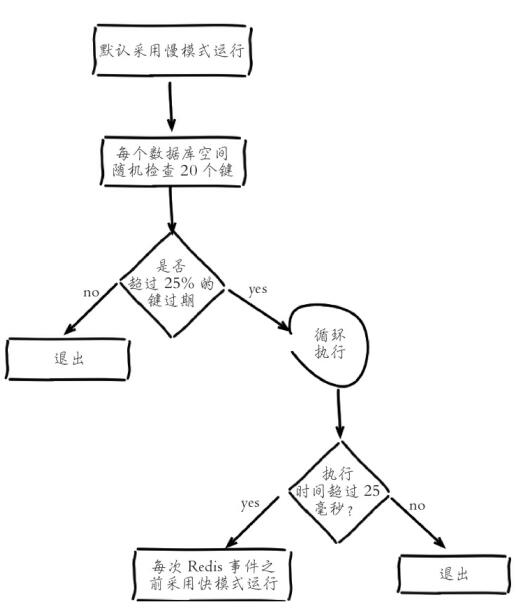 默认采用慢模式运行
每个数据库空间
随机检查 20 个键
是否
超过 25% 的
键过期
no
yes
退出
循环
执行
执行
时间超过 25
毫秒？
yes
no
每次 Redis 事件之
前采用快模式运行
退出